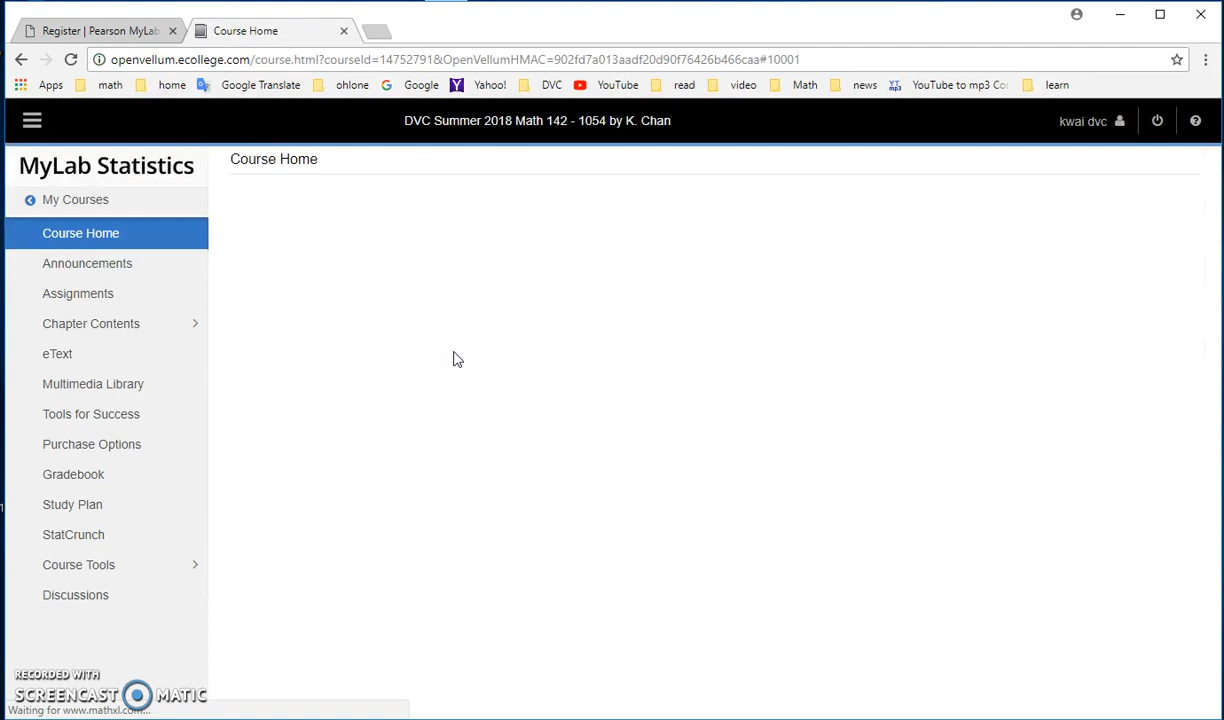 Register | Pearson MyLab
Course Home
openvellum.ecollege.com/course.html?courseId=14752791&OpenVellumHMAC=902fd7a013aadf20d90f76426b466caa#10001
Apps math home Google Translate ohlone Google Yahoo! DVC YouTube read video Math news YouTube to mp3 Co learn
DVC Summer 2018 Math 142 - 1054 by K. Chan
kwai dvc
MyLab Statistics
Course Home
My Courses
Course Home
Announcements
Assignments
Chapter Contents
eText
Multimedia Library
Tools for Success
Purchase Options
Gradebook
Study Plan
StatCrunch
Course Tools
Discussions
RECORDED WITH
SCREENCAST MATIC
Waiting for www.mathxl.com...